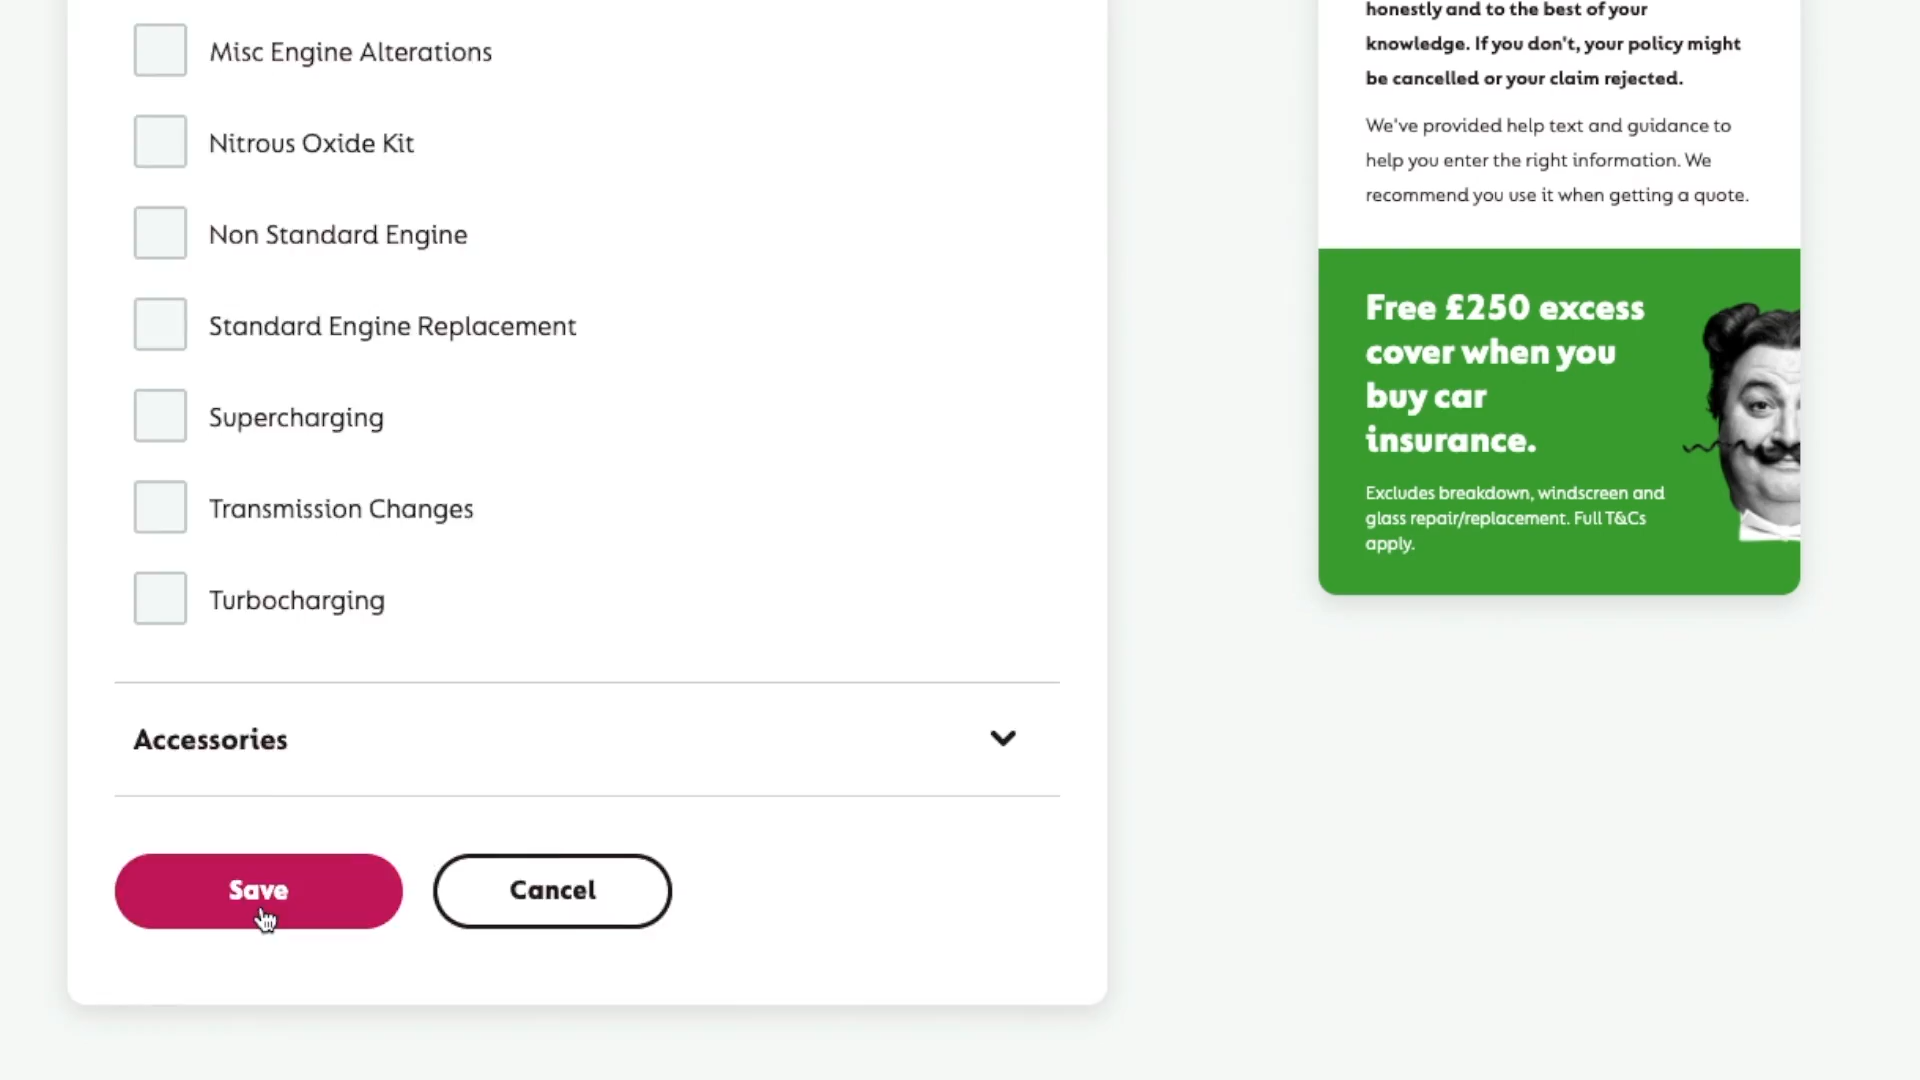 Misc Engine Alterations
Nitrous Oxide Kit
Non Standard Engine
Standard Engine Replacement
Supercharging
Transmission Changes
Turbocharging
Accessories
Save
Cancel
honestly and to the best of your
knowledge. If you don't, your policy might
be cancelled or your claim rejected.
We've provided help text and guidance to
help you enter the right information. We
recommend you use it when getting a quote.
Free £250 excess
cover when you
buy car
insurance.
Excludes breakdown, windscreen and
glass repair/replacement. Full T&Cs
apply.